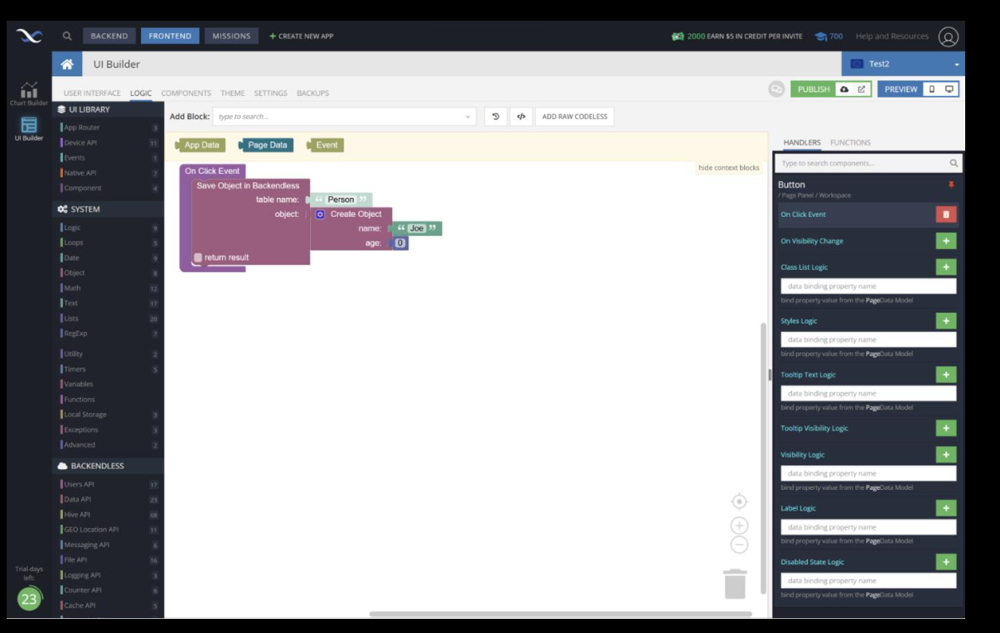 BACKEND FRONTEND MISSIONS + CREATE NEW APP 2000 EARN $5 IN CREDIT PER INVITE 700 Help and Resources
UI Builder Test2
Chart Builder
UI Builder
USER INTERFACE LOGIC COMPONENTS THEME SETTINGS BACKUPS PUBLISH PREVIEW
UI LIBRARY
App Router 3
Device API 11
Events 1
Native API 7
Component 4
SYSTEM
Logic 9
Loops 5
Date 9
Object 8
Math 12
Text 17
Lists 20
RegExp 7
Utility 2
Timers 5
Variables
Functions
Local Storage 3
Exceptions 3
Advanced 2
BACKENDLESS
Users API 17
Data API 23
Hive API 68
GEO Location API 11
Messaging API 6
File API 16
Logging API 3
Counter API 6
Cache API 5
Trial days
left:
23
Add Block: type to search... </> ADD RAW CODELESS
App Data Page Data Event
hide context blocks
On Click Event
Save Object in Backendless
table name: “ Person ”
object: Create Object
name: “ Joe ”
age: 0
return result
HANDLERS FUNCTIONS
Type to search components...
Button
/ Page Panel / Workspace
On Click Event
On Visibility Change +
Class List Logic +
data binding property name
bind property value from the PageData Model
Styles Logic +
data binding property name
bind property value from the PageData Model
Tooltip Text Logic +
data binding property name
bind property value from the PageData Model
Tooltip Visibility Logic +
Visibility Logic +
data binding property name
bind property value from the PageData Model
Label Logic +
data binding property name
bind property value from the PageData Model
Disabled State Logic +
data binding property name
bind property value from the PageData Model